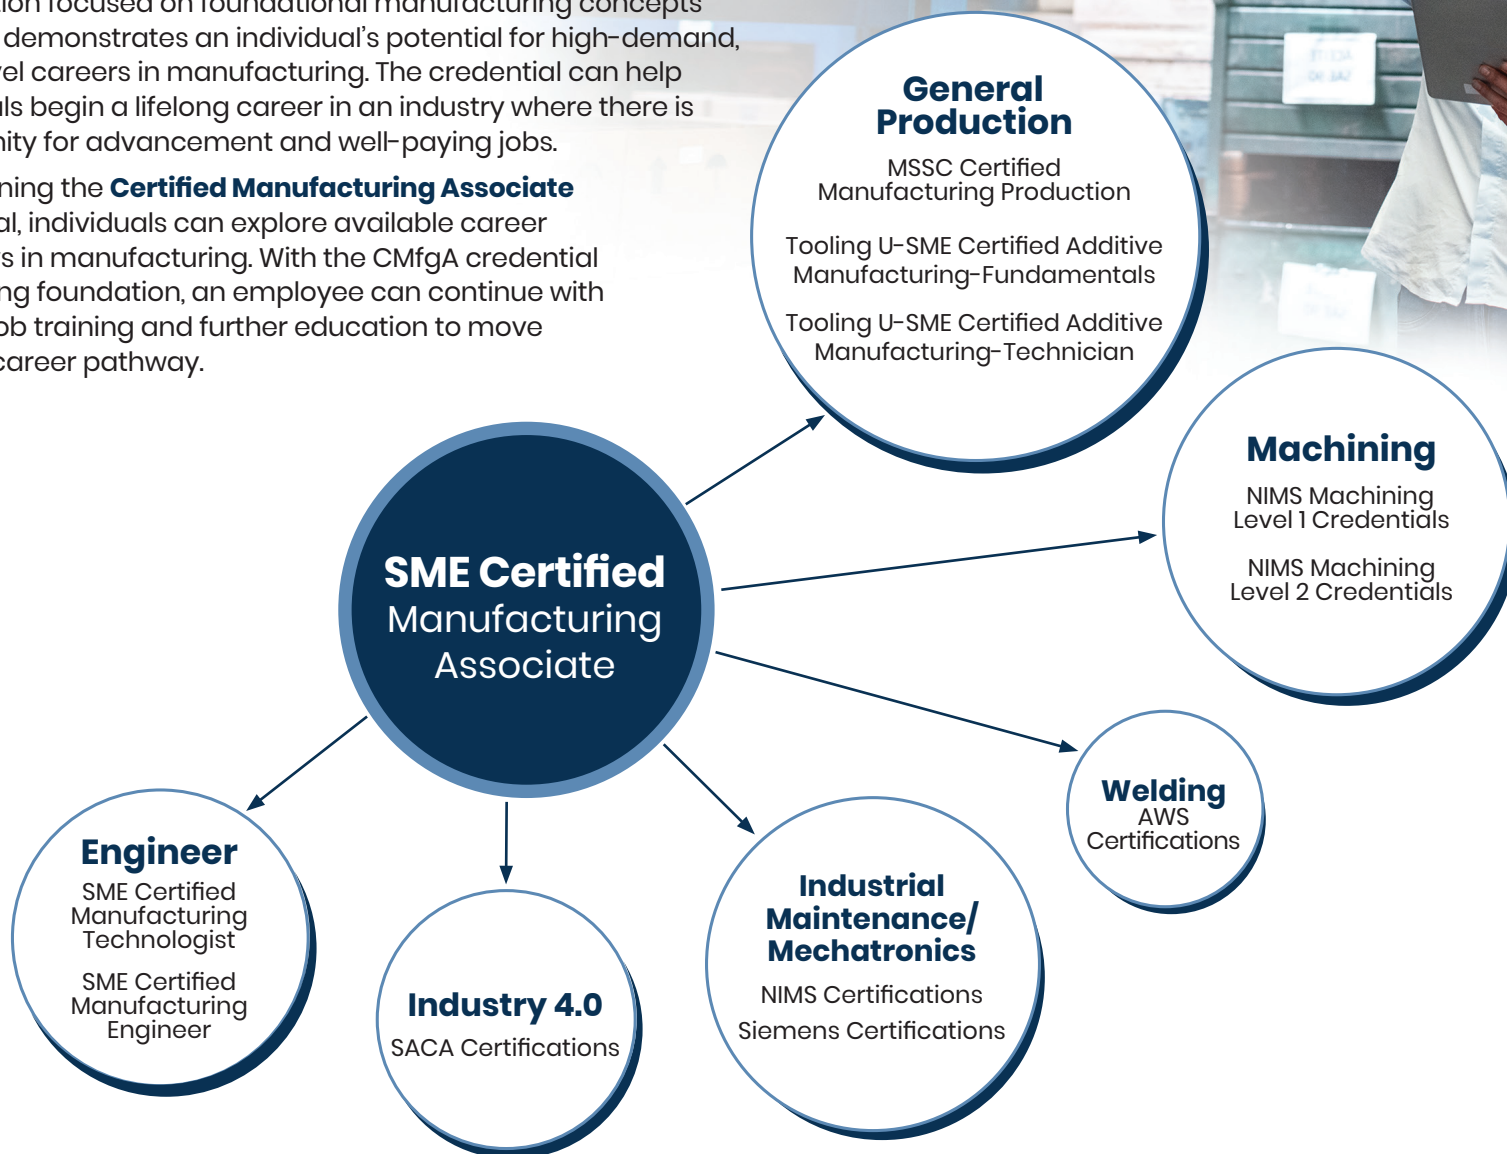 focused on foundational manufacturing concepts
demonstrates an individual's potential for high-demand,
careers in manufacturing. The credential can help
begin a lifelong career in an industry where there is
for advancement and well-paying jobs.
the Certified Manufacturing Associate
individuals can explore available career
in manufacturing. With the CMfgA credential
foundation, an employee can continue with
job training and further education to move
career pathway.
General
Production
MSSC Certified
Manufacturing Production
Tooling U-SME Certified Additive
Manufacturing-Fundamentals
Tooling U-SME Certified Additive
Manufacturing-Technician
Machining
NIMS Machining
Level 1 Credentials
NIMS Machining
Level 2 Credentials
SME Certified
Manufacturing
Associate
Welding
AWS
Certifications
Industrial
Maintenance/
Mechatronics
NIMS Certifications
Siemens Certifications
Industry 4.0
SACA Certifications
Engineer
SME Certified
Manufacturing
Technologist
SME Certified
Manufacturing
Engineer